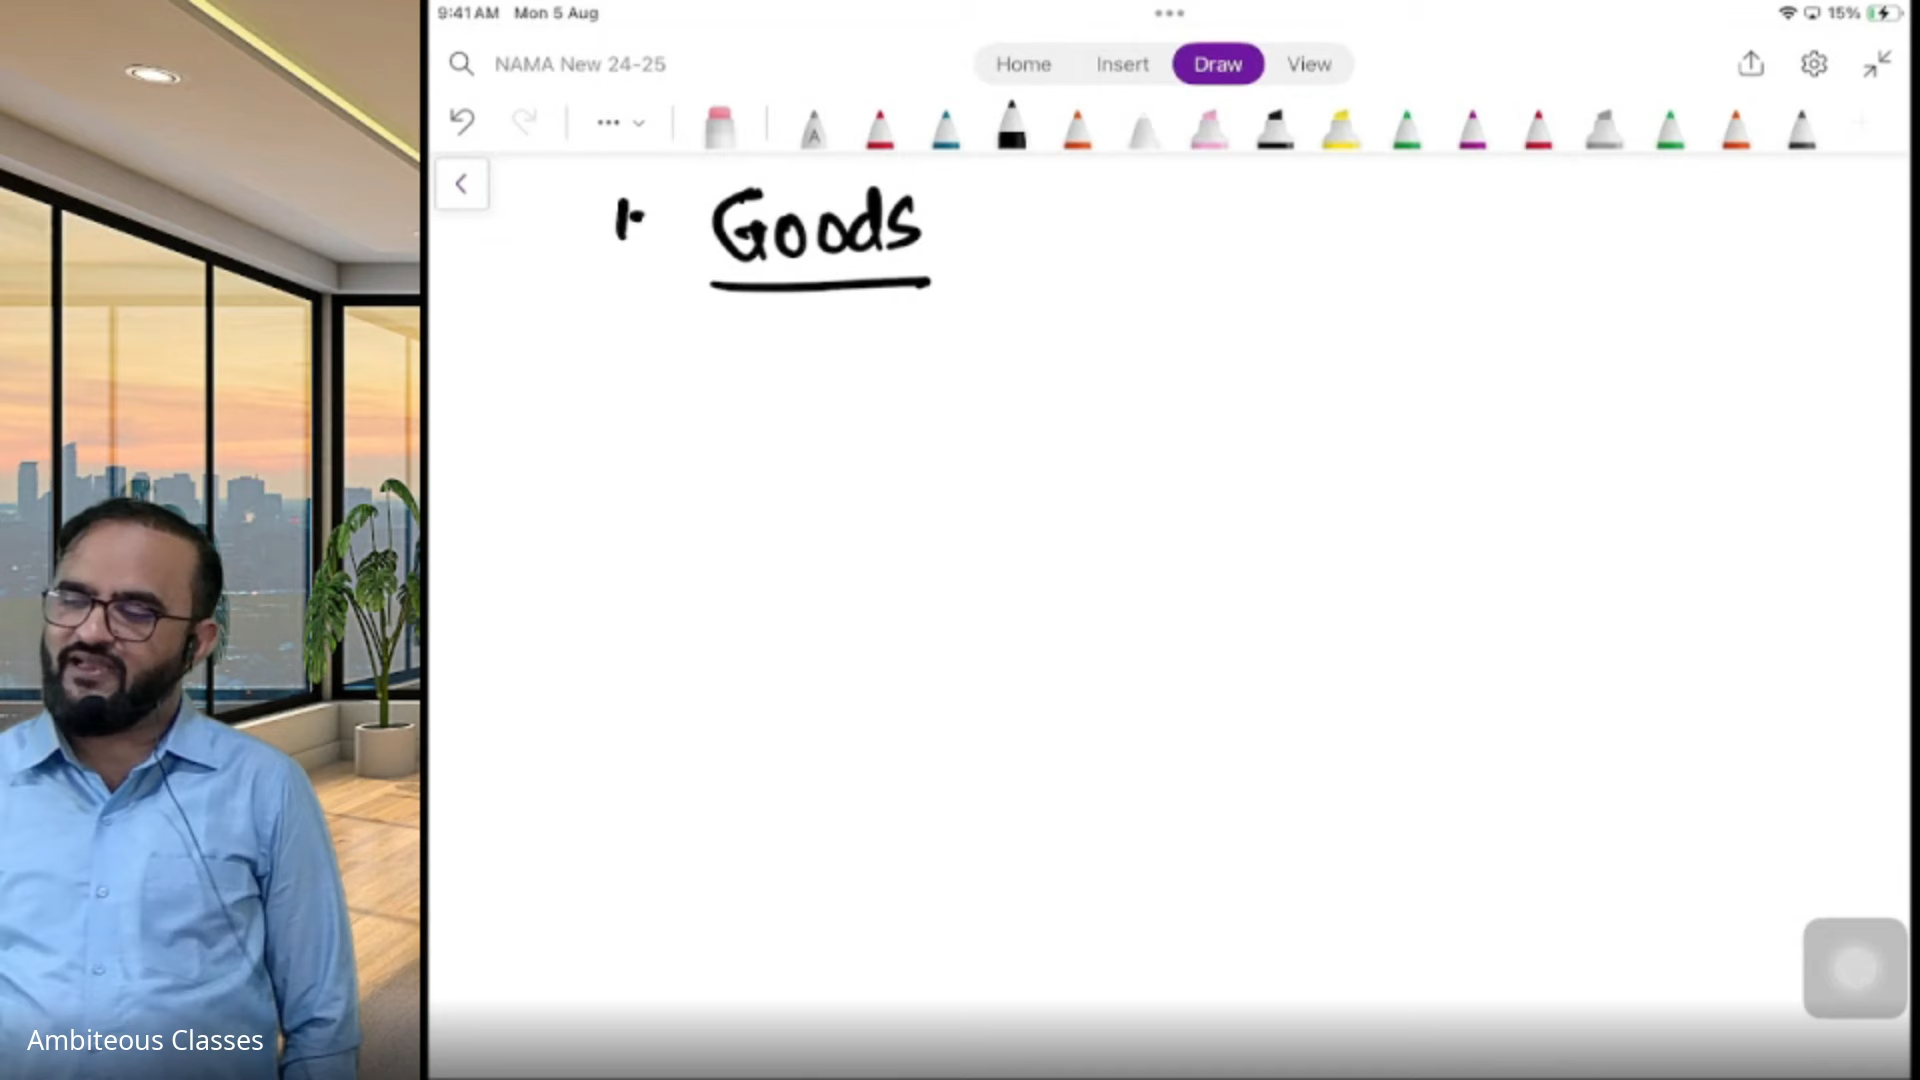 9:41 AM Mon 5 Aug
15%
NAMA New 24-25
Home Insert Draw View
A
1. Goods
Ambiteous Classes